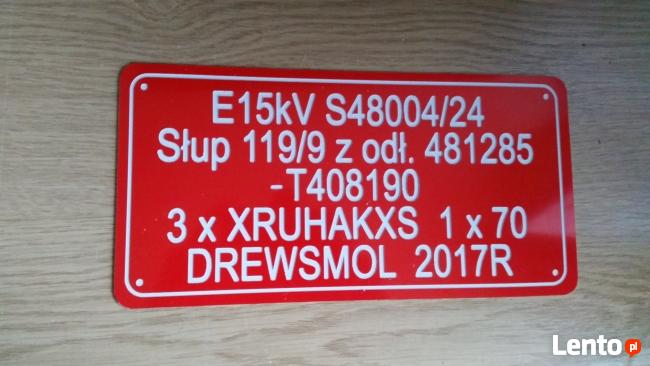 E15kV S48004/24
Słup 119/9 z odł. 481285
-T408190
3 x XRUHAKXS 1 x 70
DREWSMOL 2017R
Lento.pl